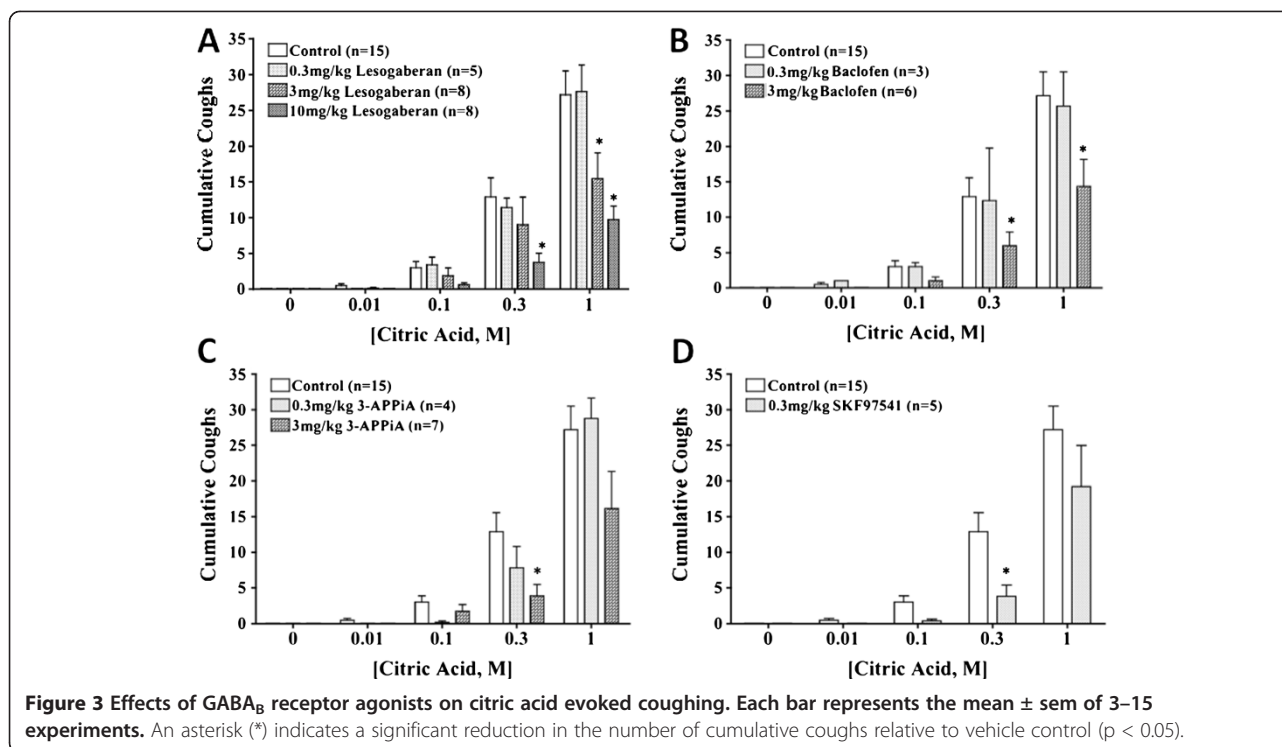 A
Control (n=15)
0.3mg/kg Lesogaberan (n=5)
3mg/kg Lesogaberan (n=8)
10mg/kg Lesogaberan (n=8)
Cumulative Coughs
35
30
25
20
15
10
5
0
* * *
0 0.01 0.1 0.3 1
[Citric Acid, M]
B
Control (n=15)
0.3mg/kg Baclofen (n=3)
3mg/kg Baclofen (n=6)
Cumulative Coughs
35
30
25
20
15
10
5
0
* *
0 0.01 0.1 0.3 1
[Citric Acid, M]
C
Control (n=15)
0.3mg/kg 3-APPiA (n=4)
3mg/kg 3-APPiA (n=7)
Cumulative Coughs
35
30
25
20
15
10
5
0
*
0 0.01 0.1 0.3 1
[Citric Acid, M]
D
Control (n=15)
0.3mg/kg SKF97541 (n=5)
Cumulative Coughs
35
30
25
20
15
10
5
0
*
0 0.01 0.1 0.3 1
[Citric Acid, M]
Figure 3 Effects of GABAB receptor agonists on citric acid evoked coughing. Each bar represents the mean ± sem of 3–15
experiments. An asterisk (*) indicates a significant reduction in the number of cumulative coughs relative to vehicle control (p < 0.05).